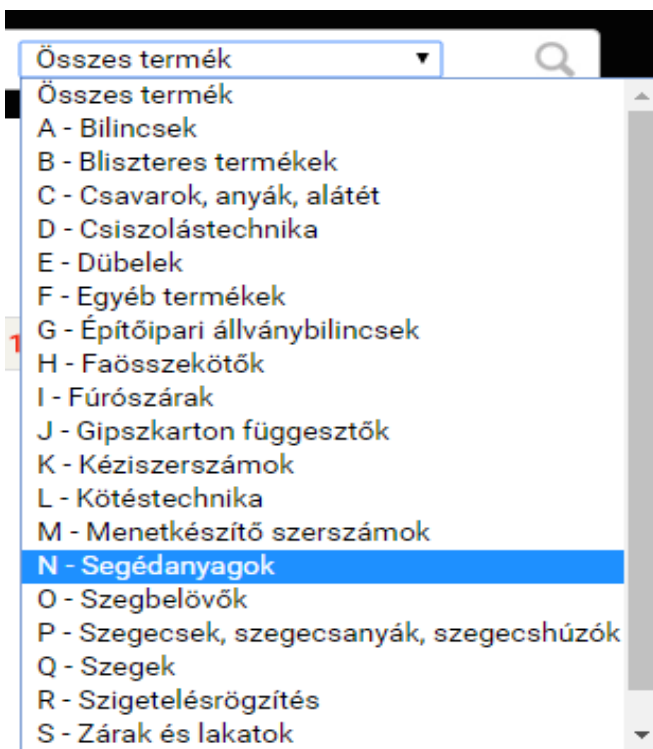 Összes termék
Összes termék
A - Bilincsek
B - Bliszteres termékek
C - Csavarok, anyák, alátét
D - Csiszolástechnika
E - Dübelek
F - Egyéb termékek
G - Építőipari állványbilincsek
H - Faösszekötők
I - Fúrószárak
J - Gipszkarton függesztők
K - Kéziszerszámok
L - Kötéstechnika
M - Menetkészítő szerszámok
N - Segédanyagok
O - Szegbelövők
P - Szegecsek, szegecsanyák, szegecshúzók
Q - Szegek
R - Szigetelésrögzítés
S - Zárak és lakatok